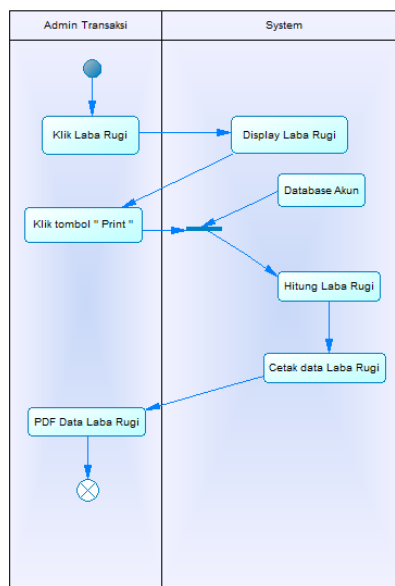 Admin Transaksi
System
Klik Laba Rugi
Display Laba Rugi
Database Akun
Klik tombol " Print "
Hitung Laba Rugi
Cetak data Laba Rugi
PDF Data Laba Rugi